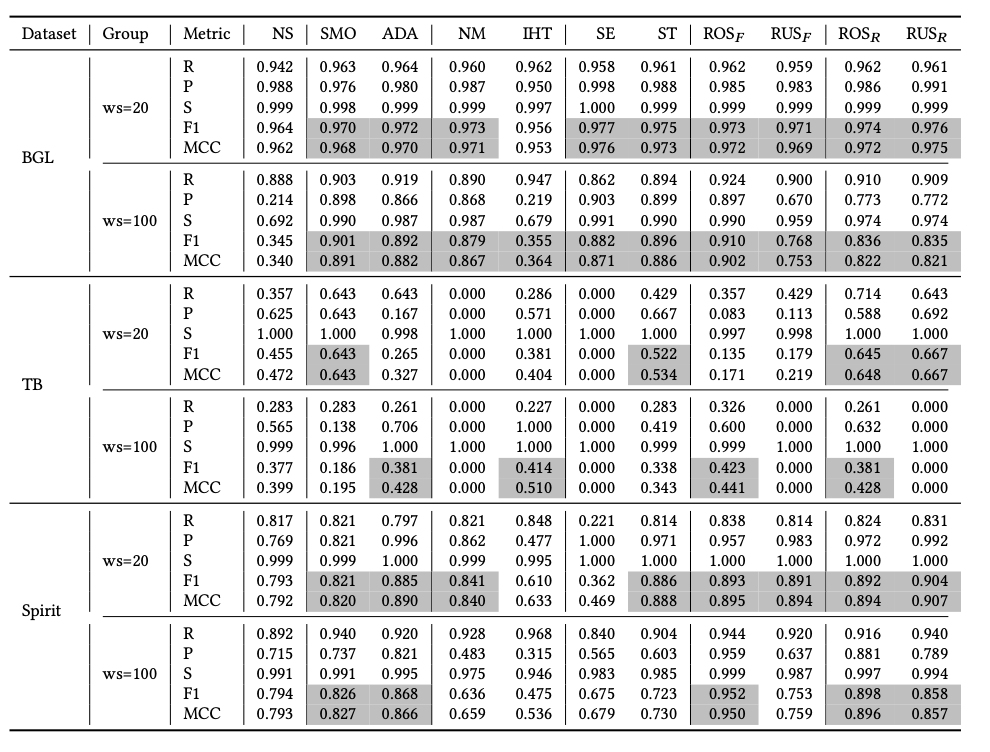 Dataset Group Metric NS SMO ADA NM IHT SE ST ROS_F RUS_F ROS_R RUS_R
R 0.942 0.963 0.964 0.960 0.962 0.958 0.961 0.962 0.959 0.962 0.961
P 0.988 0.976 0.980 0.987 0.950 0.998 0.988 0.985 0.983 0.986 0.991
ws=20 S 0.999 0.998 0.999 0.999 0.997 1.000 0.999 0.999 0.999 0.999 0.999
F1 0.964 0.970 0.972 0.973 0.956 0.977 0.975 0.973 0.971 0.974 0.976
MCC 0.962 0.968 0.970 0.971 0.953 0.976 0.973 0.972 0.969 0.972 0.975
BGL
R 0.888 0.903 0.919 0.890 0.947 0.862 0.894 0.924 0.900 0.910 0.909
P 0.214 0.898 0.866 0.868 0.219 0.903 0.899 0.897 0.670 0.773 0.772
ws=100 S 0.692 0.990 0.987 0.987 0.679 0.991 0.990 0.990 0.959 0.974 0.974
F1 0.345 0.901 0.892 0.879 0.355 0.882 0.896 0.910 0.768 0.836 0.835
MCC 0.340 0.891 0.882 0.867 0.364 0.871 0.886 0.902 0.753 0.822 0.821
R 0.357 0.643 0.643 0.000 0.286 0.000 0.429 0.357 0.429 0.714 0.643
P 0.625 0.643 0.167 0.000 0.571 0.000 0.667 0.083 0.113 0.588 0.692
ws=20 S 1.000 1.000 0.998 1.000 1.000 1.000 1.000 0.997 0.998 1.000 1.000
F1 0.455 0.643 0.265 0.000 0.381 0.000 0.522 0.135 0.179 0.645 0.667
MCC 0.472 0.643 0.327 0.000 0.404 0.000 0.534 0.171 0.219 0.648 0.667
TB
R 0.283 0.283 0.261 0.000 0.227 0.000 0.283 0.326 0.000 0.261 0.000
P 0.565 0.138 0.706 0.000 1.000 0.000 0.419 0.600 0.000 0.632 0.000
ws=100 S 0.999 0.996 1.000 1.000 1.000 1.000 0.999 0.999 1.000 1.000 1.000
F1 0.377 0.186 0.381 0.000 0.414 0.000 0.338 0.423 0.000 0.381 0.000
MCC 0.399 0.195 0.428 0.000 0.510 0.000 0.343 0.441 0.000 0.428 0.000
R 0.817 0.821 0.797 0.821 0.848 0.221 0.814 0.838 0.814 0.824 0.831
P 0.769 0.821 0.996 0.862 0.477 1.000 0.971 0.957 0.983 0.972 0.992
ws=20 S 0.999 0.999 1.000 0.999 0.995 1.000 1.000 1.000 1.000 1.000 1.000
F1 0.793 0.821 0.885 0.841 0.610 0.362 0.886 0.893 0.891 0.892 0.904
MCC 0.792 0.820 0.890 0.840 0.633 0.469 0.888 0.895 0.894 0.894 0.907
Spirit
R 0.892 0.940 0.920 0.928 0.968 0.840 0.904 0.944 0.920 0.916 0.940
P 0.715 0.737 0.821 0.483 0.315 0.565 0.603 0.959 0.637 0.881 0.789
ws=100 S 0.991 0.991 0.995 0.975 0.946 0.983 0.985 0.999 0.987 0.997 0.994
F1 0.794 0.826 0.868 0.636 0.475 0.675 0.723 0.952 0.753 0.898 0.858
MCC 0.793 0.827 0.866 0.659 0.536 0.679 0.730 0.950 0.759 0.896 0.857